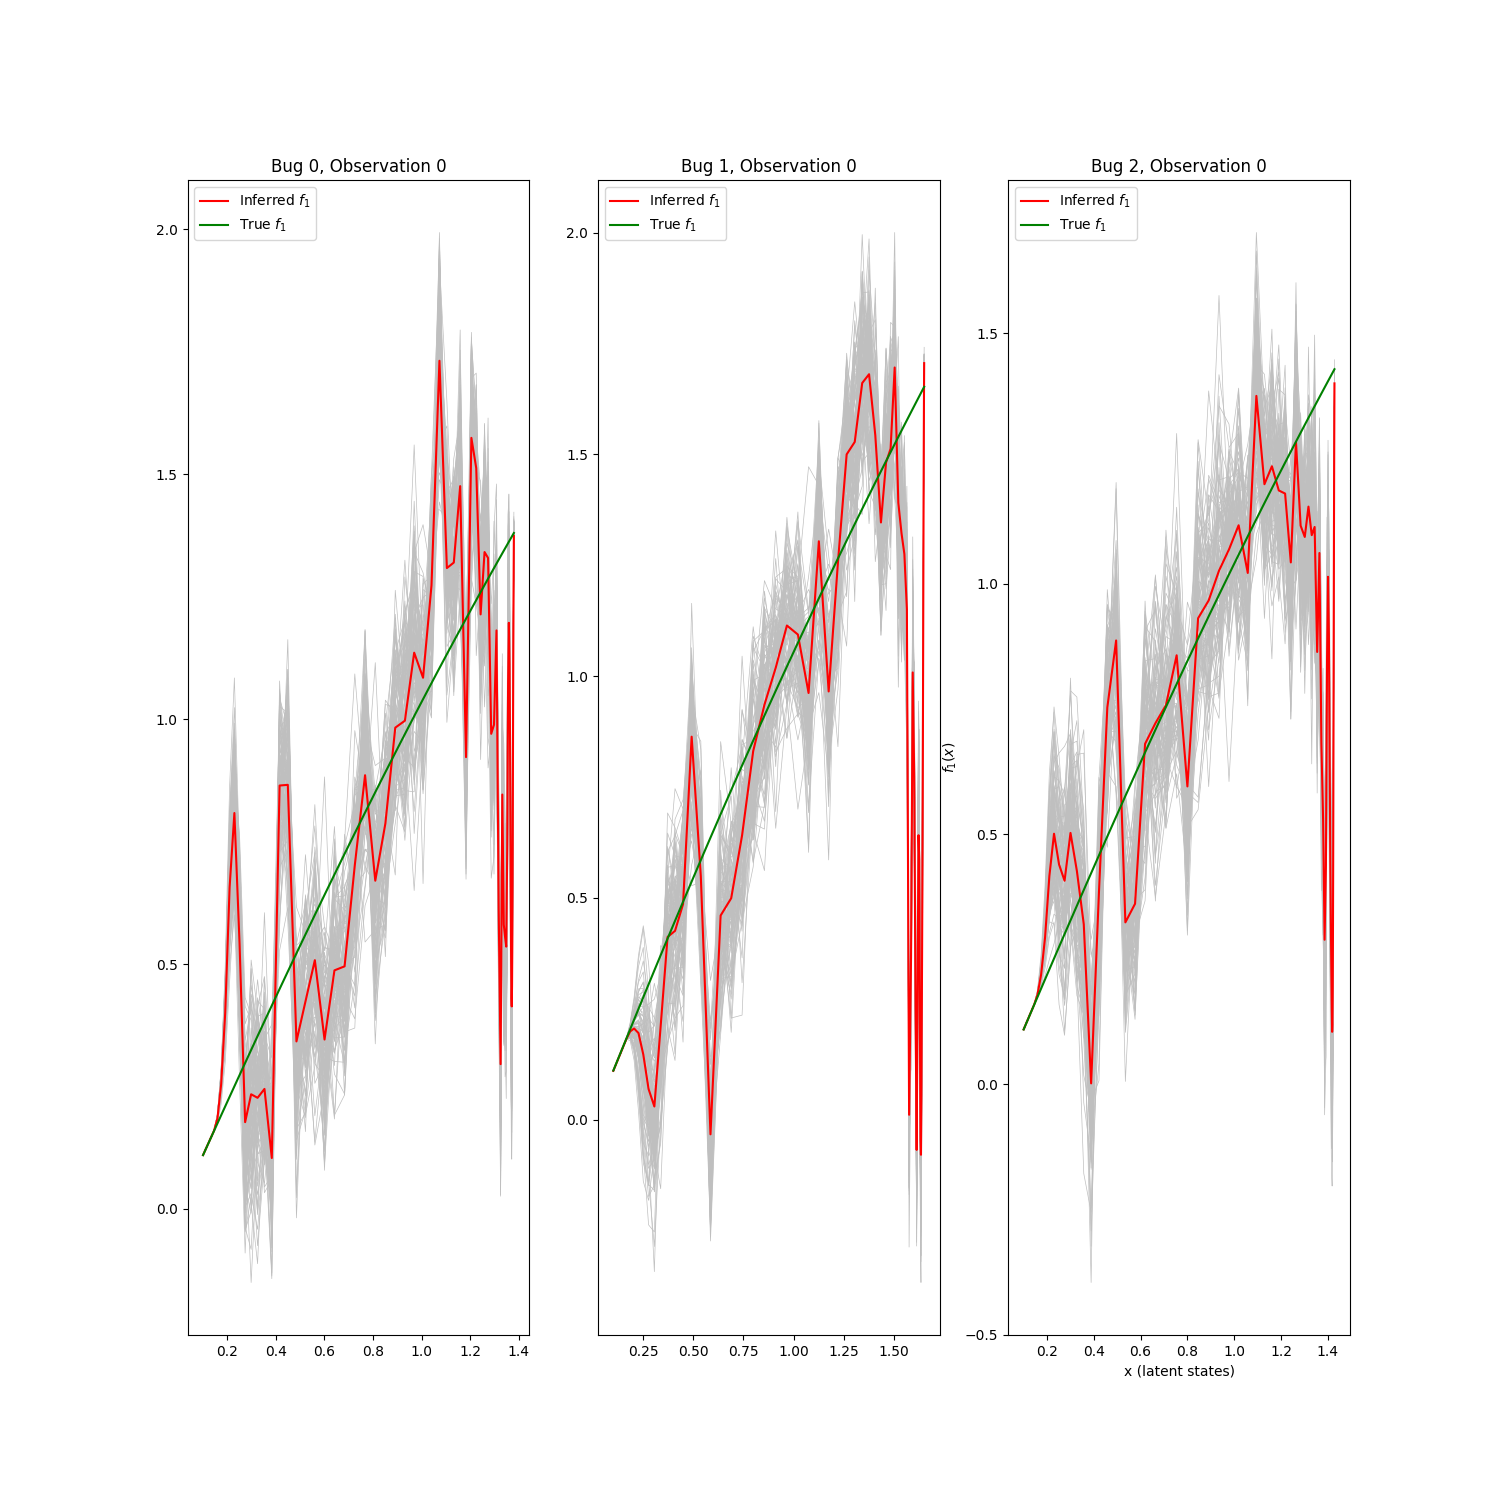 Bug 0, Observation 0
Inferred f₁
True f₁
2.0
1.5
1.0
0.5
0.0
0.2 0.4 0.6 0.8 1.0 1.2 1.4
Bug 1, Observation 0
Inferred f₁
True f₁
2.0
1.5
1.0
0.5
0.0
0.25 0.50 0.75 1.00 1.25 1.50
Bug 2, Observation 0
Inferred f₁
True f₁
f₁(x)
1.5
1.0
0.5
0.0
−0.5
0.2 0.4 0.6 0.8 1.0 1.2 1.4
x (latent states)